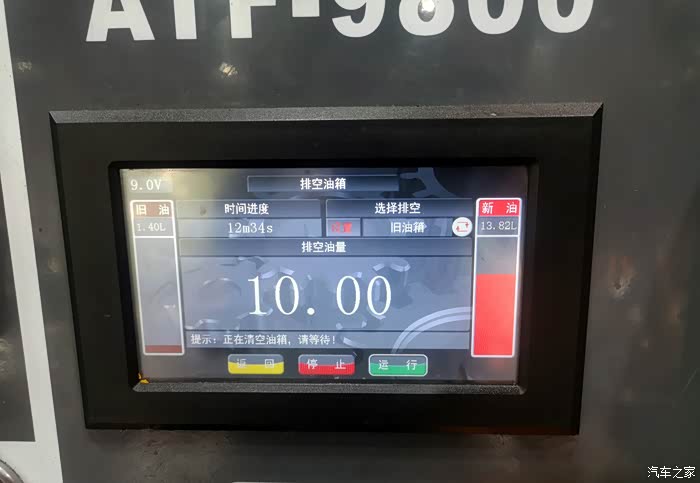 ATF-9800
9.0V
排空油箱
旧 油
时间进度
选择排空
新 油
1.40L
12m34s
旧油箱
13.82L
排空油量
10.00
提示：正在清空油箱，请等待！
返 回
停 止
运 行
汽车之家